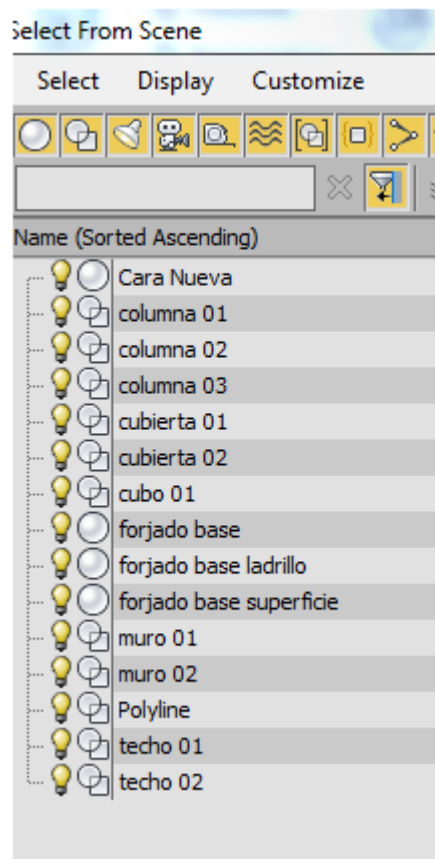 Select From Scene
Select Display Customize
Name (Sorted Ascending)
Cara Nueva
columna 01
columna 02
columna 03
cubierta 01
cubierta 02
cubo 01
forjado base
forjado base ladrillo
forjado base superficie
muro 01
muro 02
Polyline
techo 01
techo 02